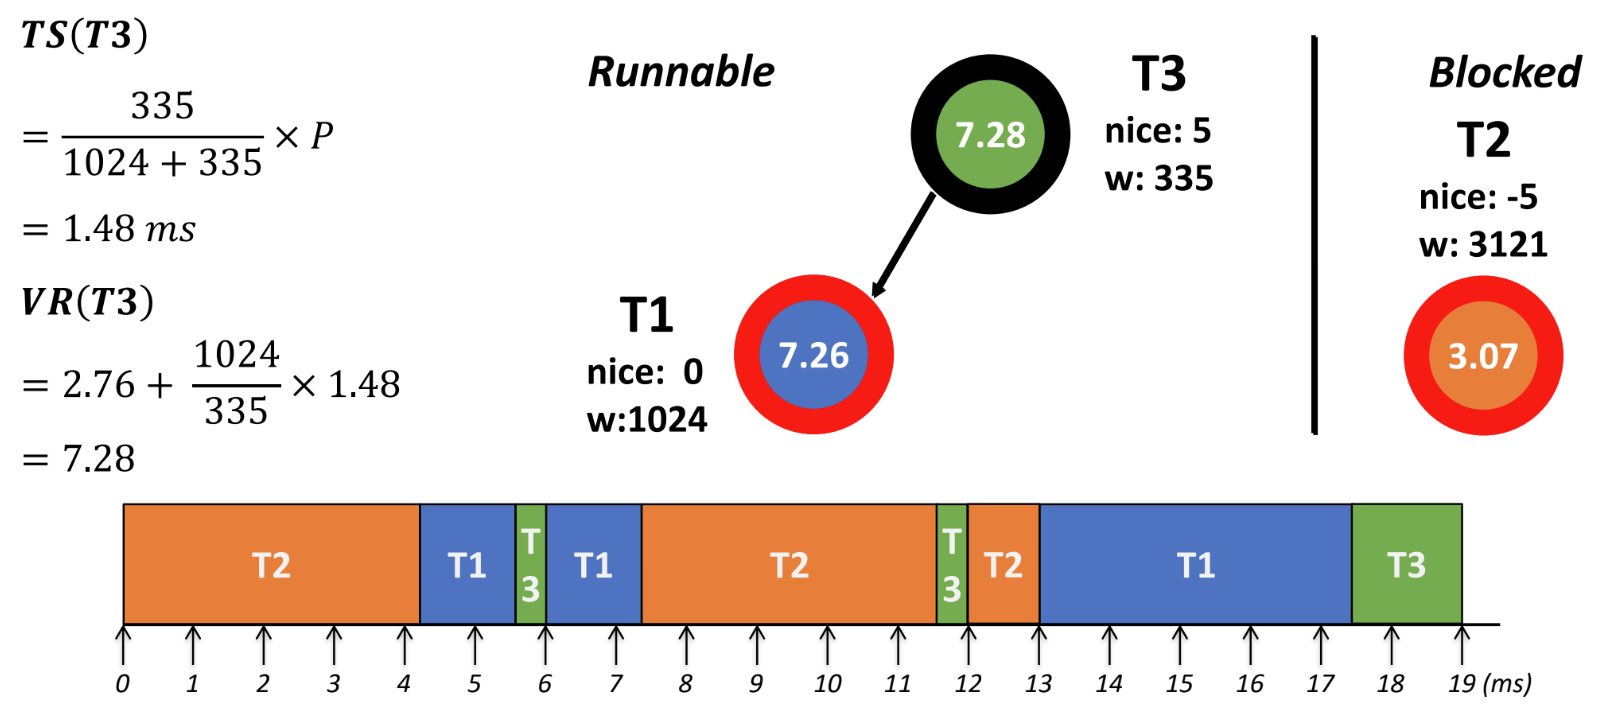 TS(T3)
= 335 / (1024 + 335) × P
= 1.48 ms
VR(T3)
= 2.76 + 1024 / 335 × 1.48
= 7.28
Runnable
7.28
T3
nice: 5
w: 335
T1
nice: 0
w:1024
7.26
Blocked
T2
nice: -5
w: 3121
3.07
T2 T1 T3 T1 T2 T3 T2 T1 T3
0 1 2 3 4 5 6 7 8 9 10 11 12 13 14 15 16 17 18 19 (ms)